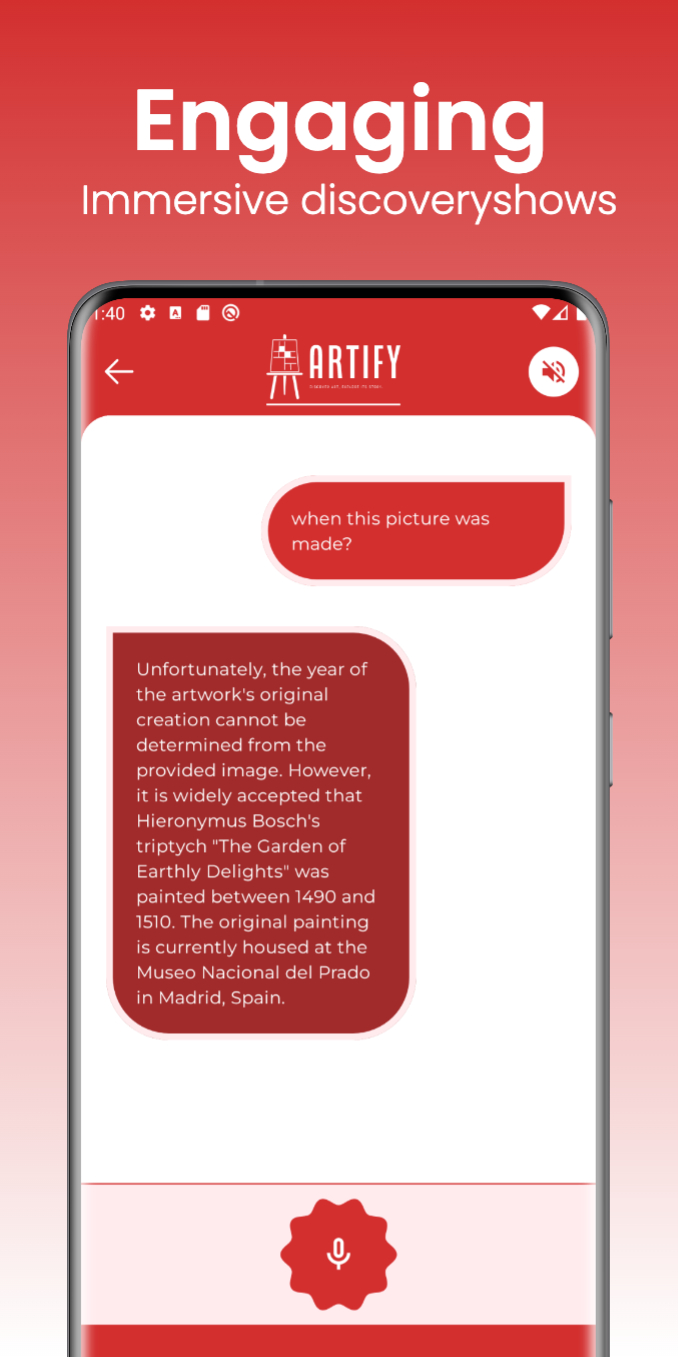 Engaging
Immersive discoveryshows
1:40
ARTIFY
when this picture was
made?
Unfortunately, the year of
the artwork's original
creation cannot be
determined from the
provided image. However,
it is widely accepted that
Hieronymus Bosch's
triptych "The Garden of
Earthly Delights" was
painted between 1490 and
1510. The original painting
is currently housed at the
Museo Nacional del Prado
in Madrid, Spain.